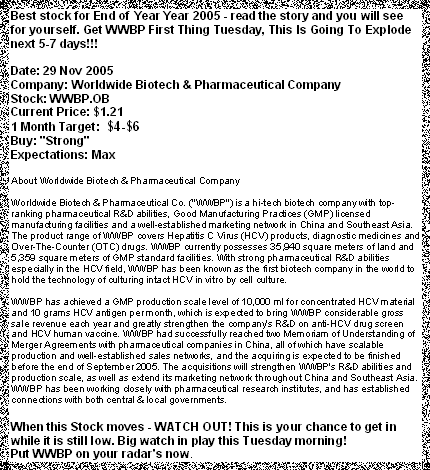 Best stock for End of Year Year 2005 - read the story and you will see
for yourself. Get WWBP First Thing Tuesday, This Is Going To Explode
next 5-7 days!!!
Date: 29 Nov 2005
Company: Worldwide Biotech & Pharmaceutical Company
Stock: WWBP.OB
Current Price: $1.21
1 Month Target: $4-$6
Buy: "Strong"
Expectations: Max
About Worldwide Biotech & Pharmaceutical Company
Worldwide Biotech & Pharmaceutical Co. ("WWBP") is a hi-tech biotech company with top-
ranking pharmaceutical R&D abilities, Good Manufacturing Practices (GMP) licensed
manufacturing facilities and a well-established marketing network in China and Southeast Asia.
The product range of WWBP covers Hepatitis C Virus (HCV) products, diagnostic medicines and
Over-The-Counter (OTC) drugs. WWBP currently possesses 35,940 square meters of land and
5,359 square meters of GMP standard facilities. With strong pharmaceutical R&D abilities
especially in the HCV field, WWBP has been known as the first biotech company in the world to
hold the technology of culturing intact HCV in vitro by cell culture.
WWBP has achieved a GMP production scale level of 10,000 ml for concentrated HCV material
and 10 grams HCV antigen per month, which is expected to bring WWBP considerable gross
sale revenue each year and greatly strengthen the company's R&D on anti-HCV drug screen
and HCV human vaccine. WWBP had successfully reached two Memoriam of Understanding of
Merger Agreements with pharmaceutical companies in China, all of which have scalable
production and well-established sales networks, and the acquiring is expected to be finished
before the end of September 2005. The acquisitions will strengthen WWBP's R&D abilities and
production scale, as well as extend its marketing network throughout China and Southeast Asia.
WWBP has been working closely with pharmaceutical research institutes, and has established
connections with both central & local governments.
When this Stock moves - WATCH OUT! This is your chance to get in
while it is still low. Big watch in play this Tuesday morning!
Put WWBP on your radar's now.